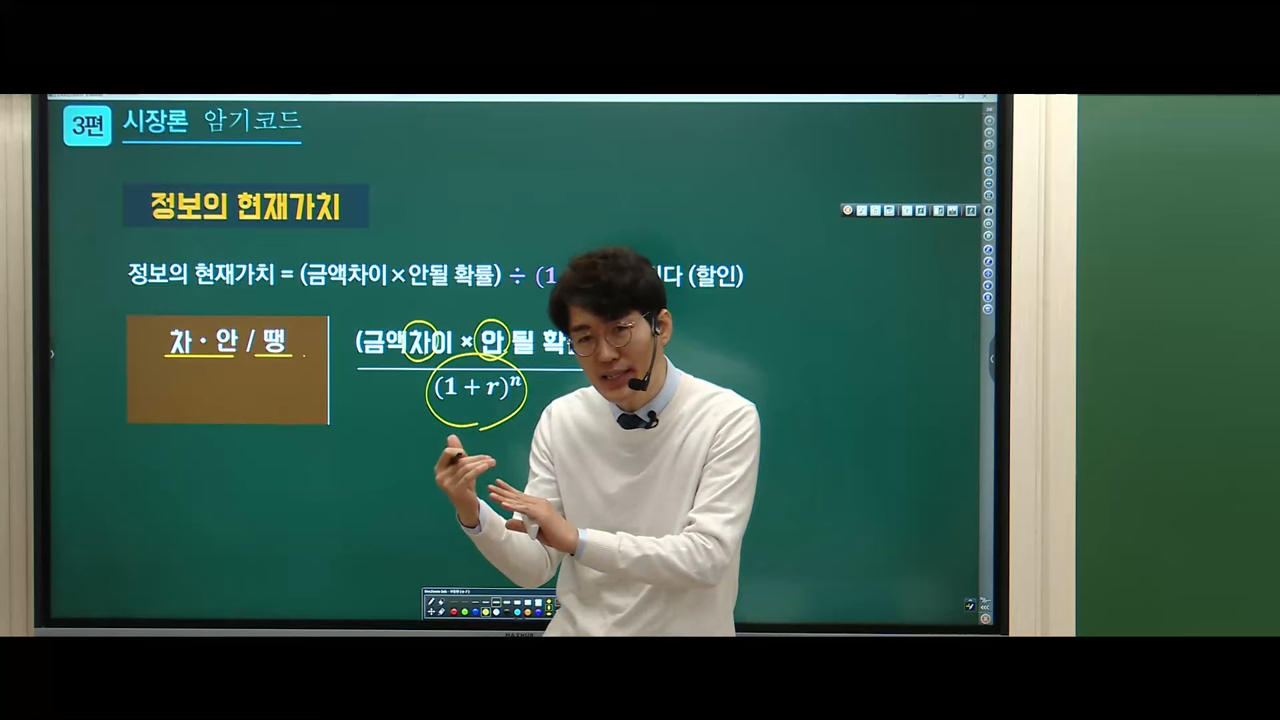 3편 시장론 암기코드
정보의 현재가치
정보의 현재가치 = (금액차이×안될 확률) ÷ (1 다 (할인)
차 · 안 / 땡
(금액차이 × 안 될
(1 + r)ⁿ